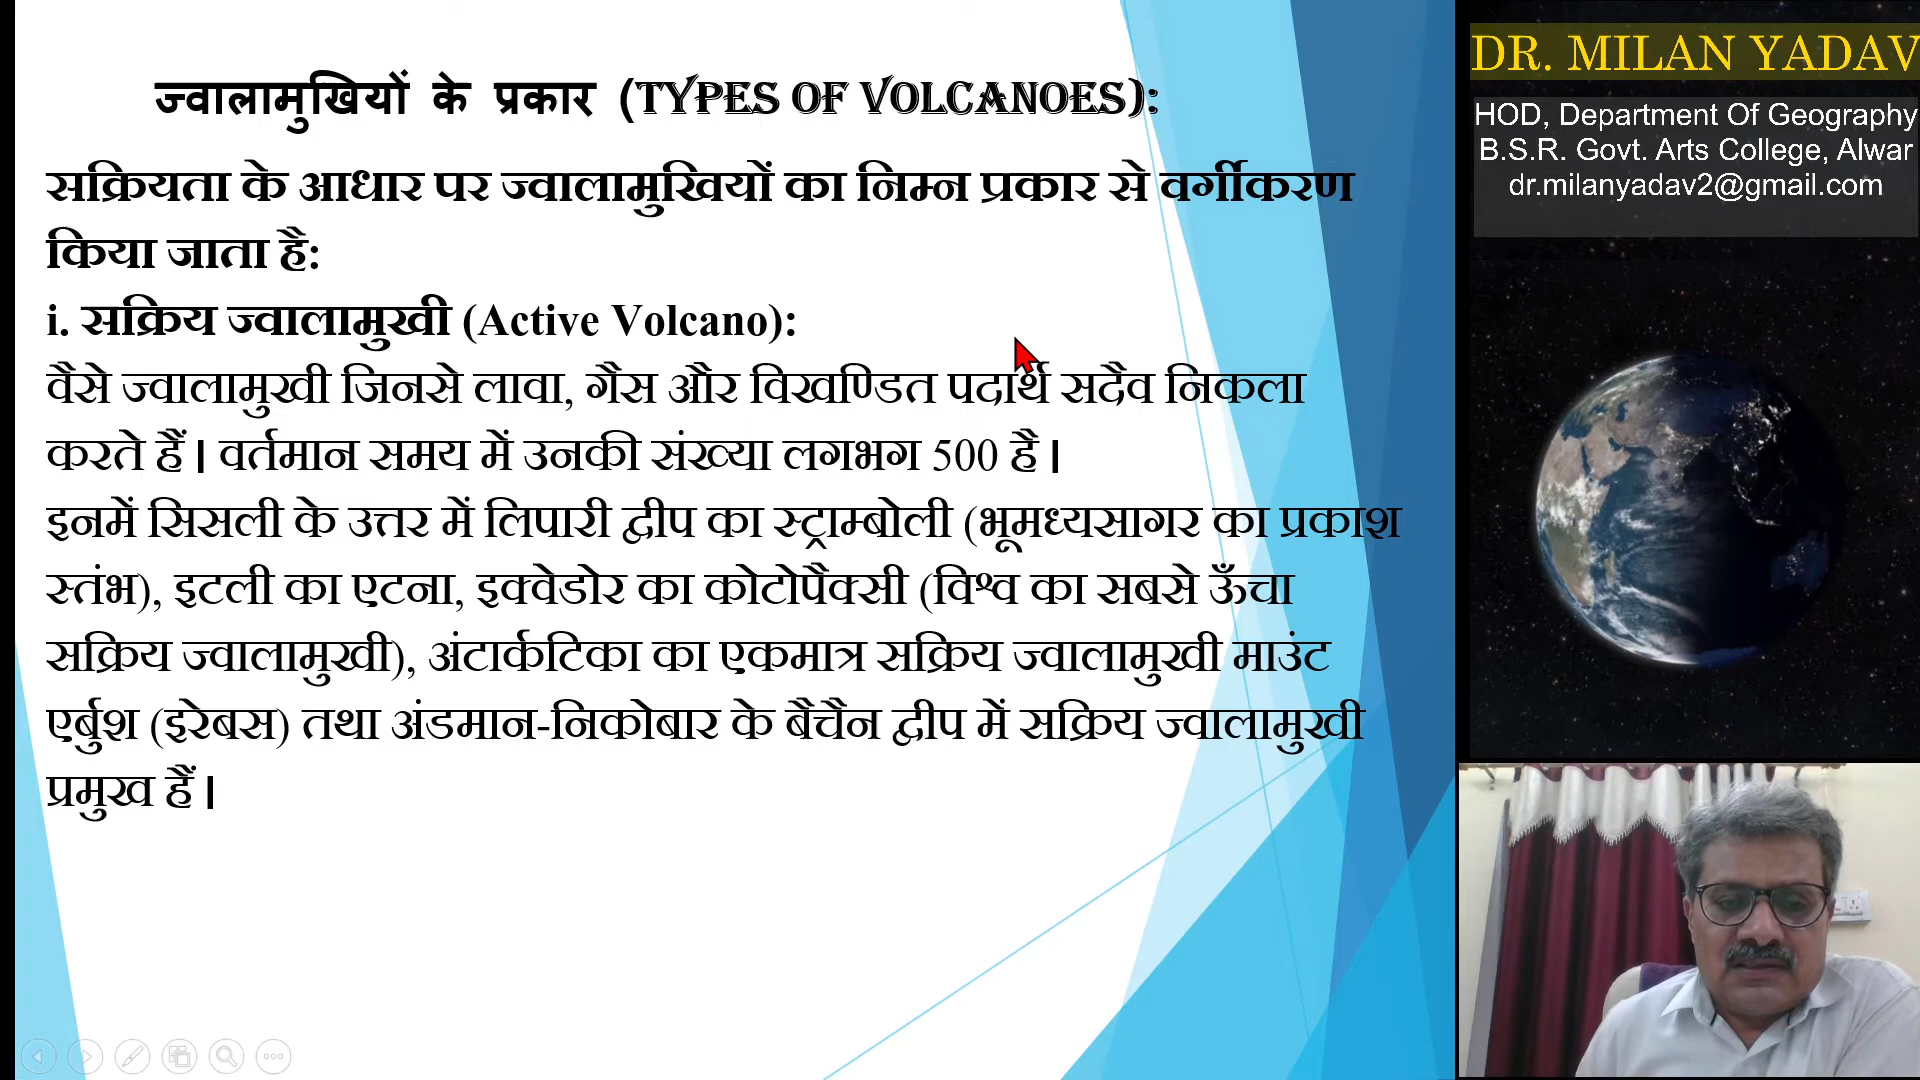 ज्वालामुखियों के प्रकार (TYPES OF VOLCANOES):
सक्रियता के आधार पर ज्वालामुखियों का निम्न प्रकार से वर्गीकरण
किया जाता है:
i. सक्रिय ज्वालामुखी (Active Volcano):
वैसे ज्वालामुखी जिनसे लावा, गैस और विखण्डित पदार्थ सदैव निकला
करते हैं। वर्तमान समय में उनकी संख्या लगभग 500 है।
इनमें सिसली के उत्तर में लिपारी द्वीप का स्ट्राम्बोली (भूमध्यसागर का प्रकाश
स्तंभ), इटली का एटना, इक्वेडोर का कोटोपैक्सी (विश्व का सबसे ऊँचा
सक्रिय ज्वालामुखी), अंटार्कटिका का एकमात्र सक्रिय ज्वालामुखी माउंट
एर्बुश (इरेबस) तथा अंडमान-निकोबार के बैचैन द्वीप में सक्रिय ज्वालामुखी
प्रमुख हैं।
DR. MILAN YADAV
HOD, Department Of Geography
B.S.R. Govt. Arts College, Alwar
dr.milanyadav2@gmail.com